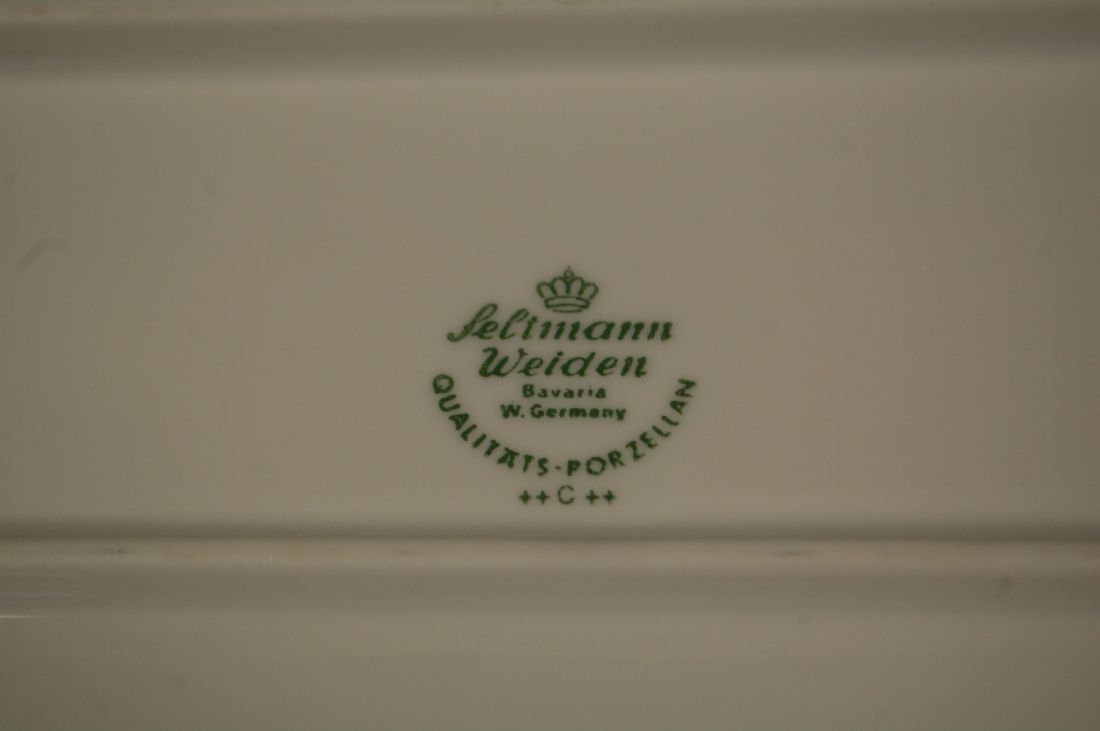 Seltmann
Weiden
Bavaria
W. Germany
QUALITÄTS-PORZELLAN
++ C ++